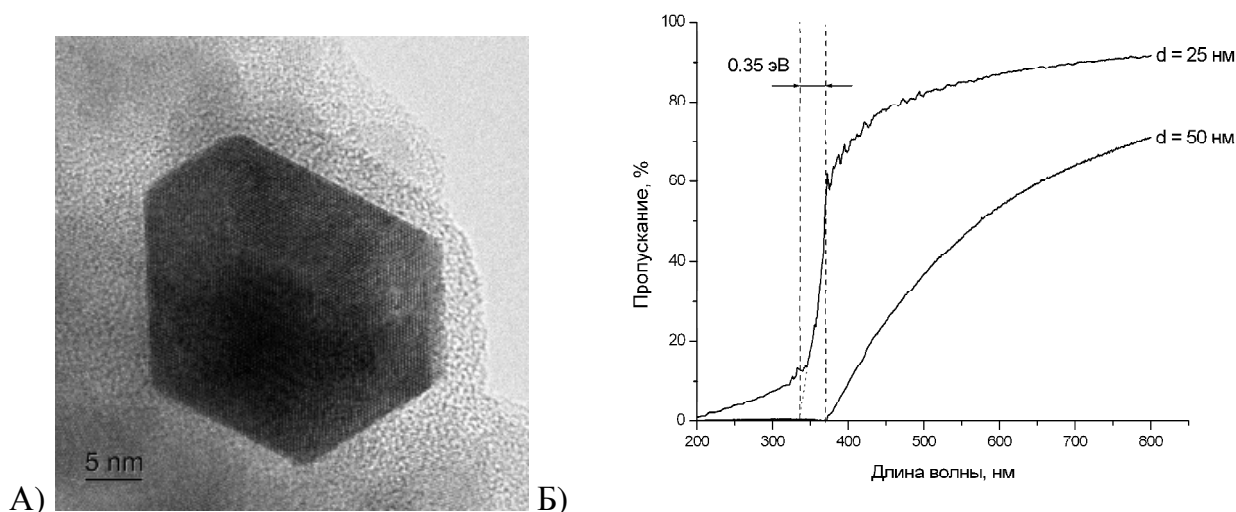 А)
5 nm
Б)
Пропускание, %
100
80
60
40
20
0
0.35 эВ
d = 25 нм
d = 50 нм
200 300 400 500 600 700 800
Длина волны, нм